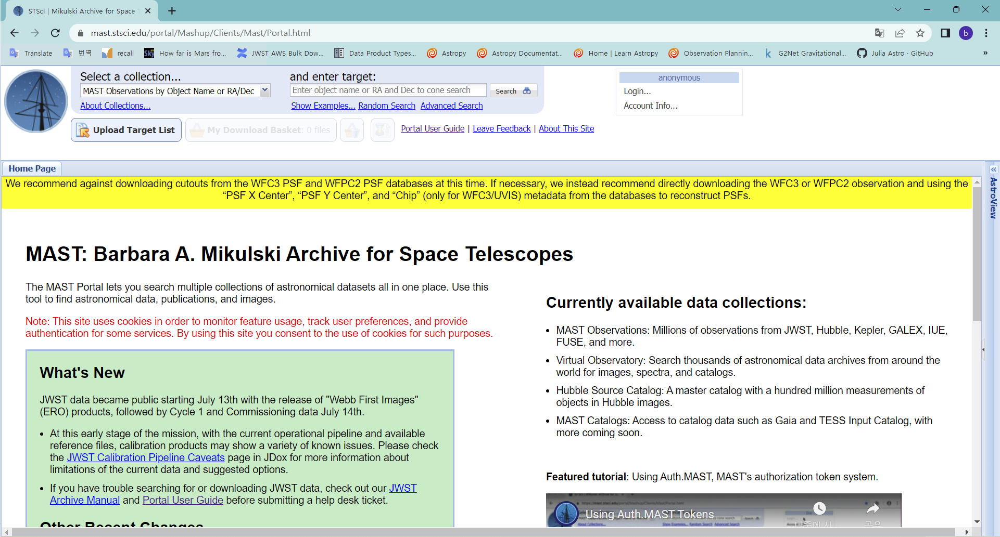 STScI | Mikulski Archive for Space
mast.stsci.edu/portal/Mashup/Clients/Mast/Portal.html
b
Translate
번역
recall
How far is Mars fro...
JWST AWS Bulk Dow...
Data Product Types...
Astropy
Astropy Documentat...
Home | Learn Astropy
Observation Plannin...
G2Net Gravitational...
Julia Astro · GitHub
»
Select a collection...
and enter target:
MAST Observations by Object Name or RA/Dec
Enter object name or RA and Dec to cone search
Search
About Collections...
Show Examples... Random Search Advanced Search
anonymous
Login...
Account Info...
Upload Target List
My Download Basket: 0 files
Portal User Guide | Leave Feedback | About This Site
Home Page
AstroView
We recommend against downloading cutouts from the WFC3 PSF and WFPC2 PSF databases at this time. If necessary, we instead recommend directly downloading the WFC3 or WFPC2 observation and using the
“PSF X Center”, “PSF Y Center”, and “Chip” (only for WFC3/UVIS) metadata from the databases to reconstruct PSFs.
MAST: Barbara A. Mikulski Archive for Space Telescopes
The MAST Portal lets you search multiple collections of astronomical datasets all in one place. Use this
tool to find astronomical data, publications, and images.
Note: This site uses cookies in order to monitor feature usage, track user preferences, and provide
authentication for some services. By using this site you consent to the use of cookies for such purposes.
What's New
JWST data became public starting July 13th with the release of "Webb First Images"
(ERO) products, followed by Cycle 1 and Commissioning data July 14th.
• At this early stage of the mission, with the current operational pipeline and available
reference files, calibration products may show a variety of known issues. Please check
the JWST Calibration Pipeline Caveats page in JDox for more information about
limitations of the current data and suggested options.
• If you have trouble searching for or downloading JWST data, check out our JWST
Archive Manual and Portal User Guide before submitting a help desk ticket.
Other Recent Changes
Currently available data collections:
• MAST Observations: Millions of observations from JWST, Hubble, Kepler, GALEX, IUE,
FUSE, and more.
• Virtual Observatory: Search thousands of astronomical data archives from around the
world for images, spectra, and catalogs.
• Hubble Source Catalog: A master catalog with a hundred million measurements of
objects in Hubble images.
• MAST Catalogs: Access to catalog data such as Gaia and TESS Input Catalog, with
more coming soon.
Featured tutorial: Using Auth.MAST, MAST's authorization token system.
Using Auth.MAST Tokens